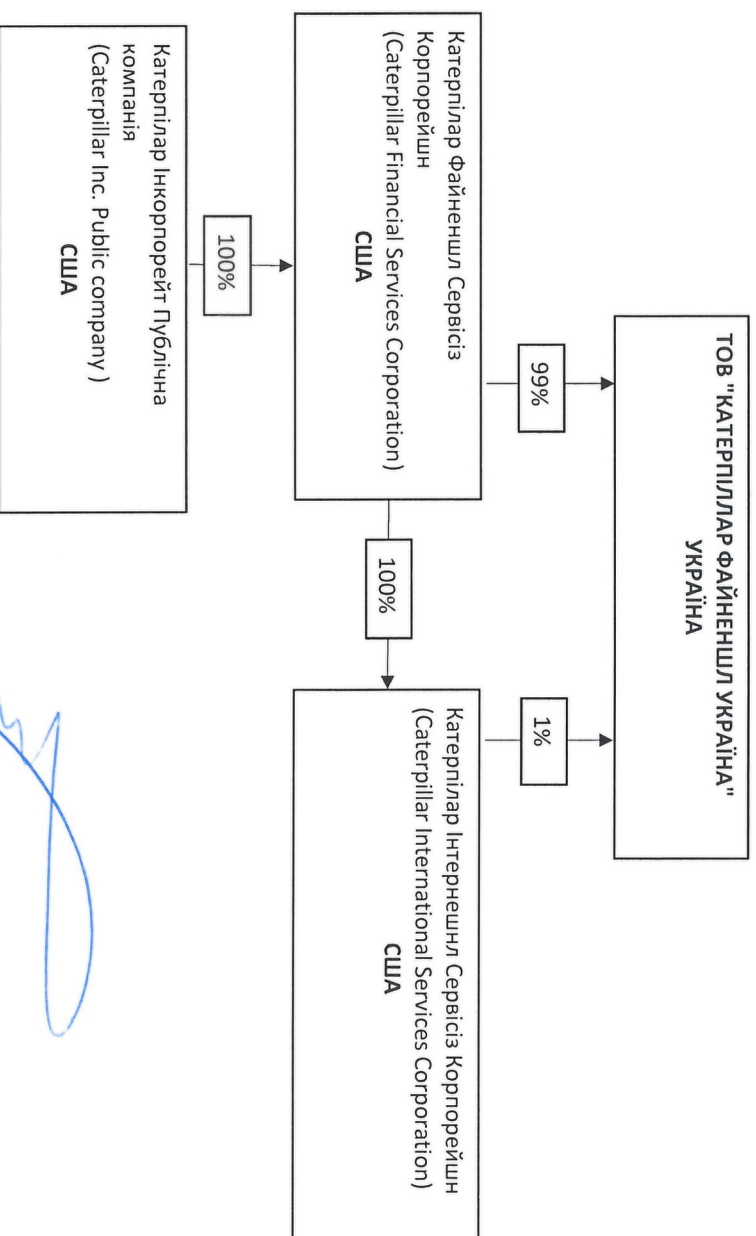 ТОВ "КАТЕРПІЛЛАР ФАЙНЕНШЛ УКРАЇНА"
УКРАЇНА
99%
1%
Катерпілар Файненшл Сервісіз
Корпорейшн
(Caterpillar Financial Services Corporation)
США
100%
Катерпілар Інтернешнл Сервісіз Корпорейшн
(Caterpillar International Services Corporation)
США
100%
Катерпілар Інкорпорейт Публічна
компанія
(Caterpillar Inc. Public company )
США